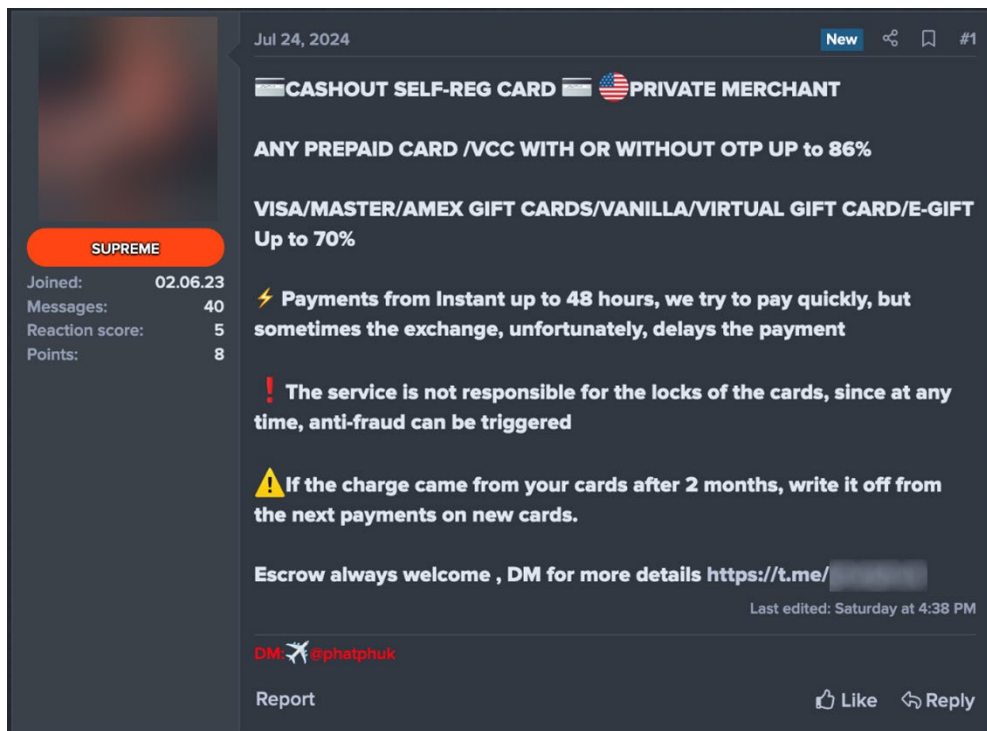 Jul 24, 2024
New
#1
CASHOUT SELF-REG CARD PRIVATE MERCHANT
ANY PREPAID CARD /VCC WITH OR WITHOUT OTP UP to 86%
VISA/MASTER/AMEX GIFT CARDS/VANILLA/VIRTUAL GIFT CARD/E-GIFT
Up to 70%
SUPREME
Joined: 02.06.23
Messages: 40
Reaction score: 5
Points: 8
⚡ Payments from Instant up to 48 hours, we try to pay quickly, but
sometimes the exchange, unfortunately, delays the payment
❗ The service is not responsible for the locks of the cards, since at any
time, anti-fraud can be triggered
⚠️If the charge came from your cards after 2 months, write it off from
the next payments on new cards.
Escrow always welcome , DM for more details https://t.me/
Last edited: Saturday at 4:38 PM
DM:✈️@phatphuk
Report
Like
Reply